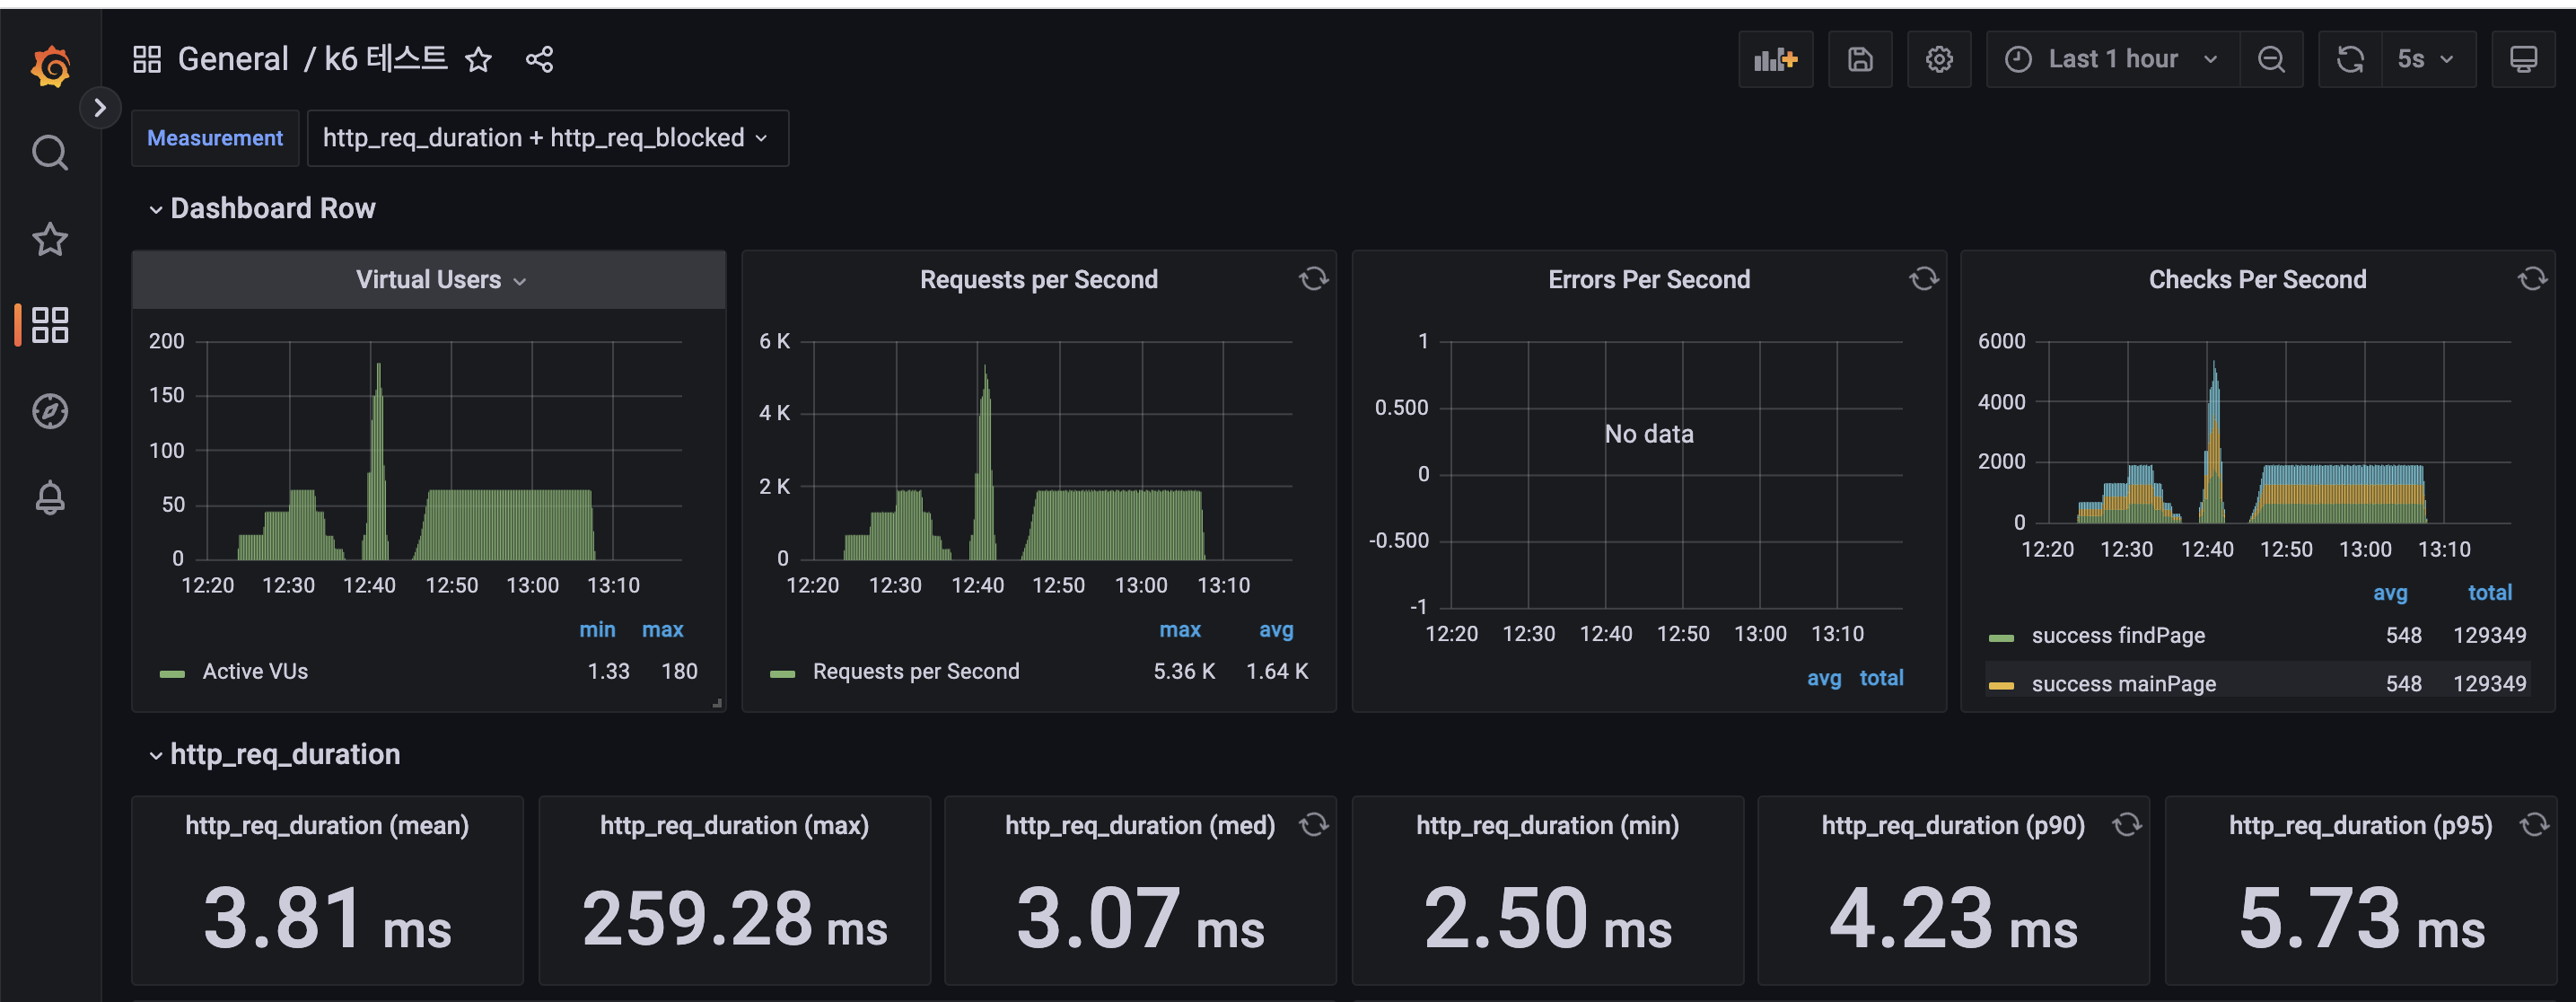 General / k6 테스트
Last 1 hour
5s
Measurement
http_req_duration + http_req_blocked
Dashboard Row
Virtual Users
200
150
100
50
0
12:20 12:30 12:40 12:50 13:00 13:10
min max
Active VUs 1.33 180
Requests per Second
6 K
4 K
2 K
0
12:20 12:30 12:40 12:50 13:00 13:10
max avg
Requests per Second 5.36 K 1.64 K
Errors Per Second
1
0.500
0
-0.500
-1
No data
12:20 12:30 12:40 12:50 13:00 13:10
avg total
Checks Per Second
6000
4000
2000
0
12:20 12:30 12:40 12:50 13:00 13:10
avg total
success findPage 548 129349
success mainPage 548 129349
http_req_duration
http_req_duration (mean)
3.81 ms
http_req_duration (max)
259.28 ms
http_req_duration (med)
3.07 ms
http_req_duration (min)
2.50 ms
http_req_duration (p90)
4.23 ms
http_req_duration (p95)
5.73 ms